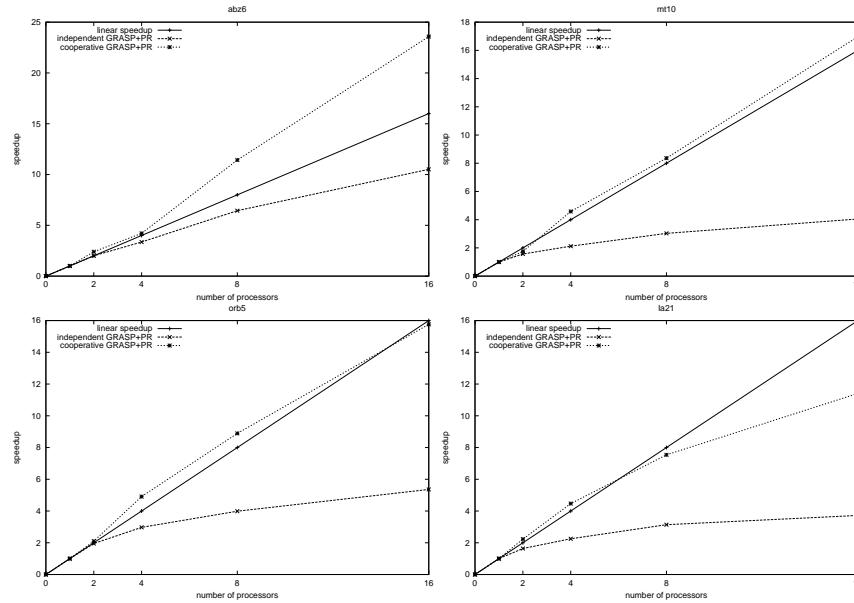 abz6
linear speedup
independent GRASP+PR
cooperative GRASP+PR
25
20
15
10
5
0
speedup
0
1
2
4
8
16
number of processors
mt10
linear speedup
independent GRASP+PR
cooperative GRASP+PR
18
16
14
12
10
8
6
4
2
0
speedup
0
1
2
4
8
number of processors
orb5
linear speedup
independent GRASP+PR
cooperative GRASP+PR
16
14
12
10
8
6
4
2
0
speedup
0
1
2
4
8
16
number of processors
la21
linear speedup
independent GRASP+PR
cooperative GRASP+PR
16
14
12
10
8
6
4
2
0
speedup
0
1
2
4
8
number of processors